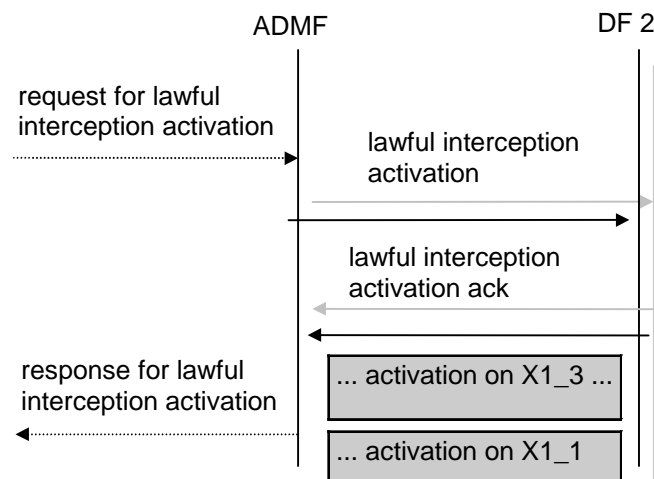 ADMF
DF 2
request for lawful
interception activation
lawful interception
activation
lawful interception
activation ack
response for lawful
interception activation
... activation on X1_3 ...
... activation on X1_1